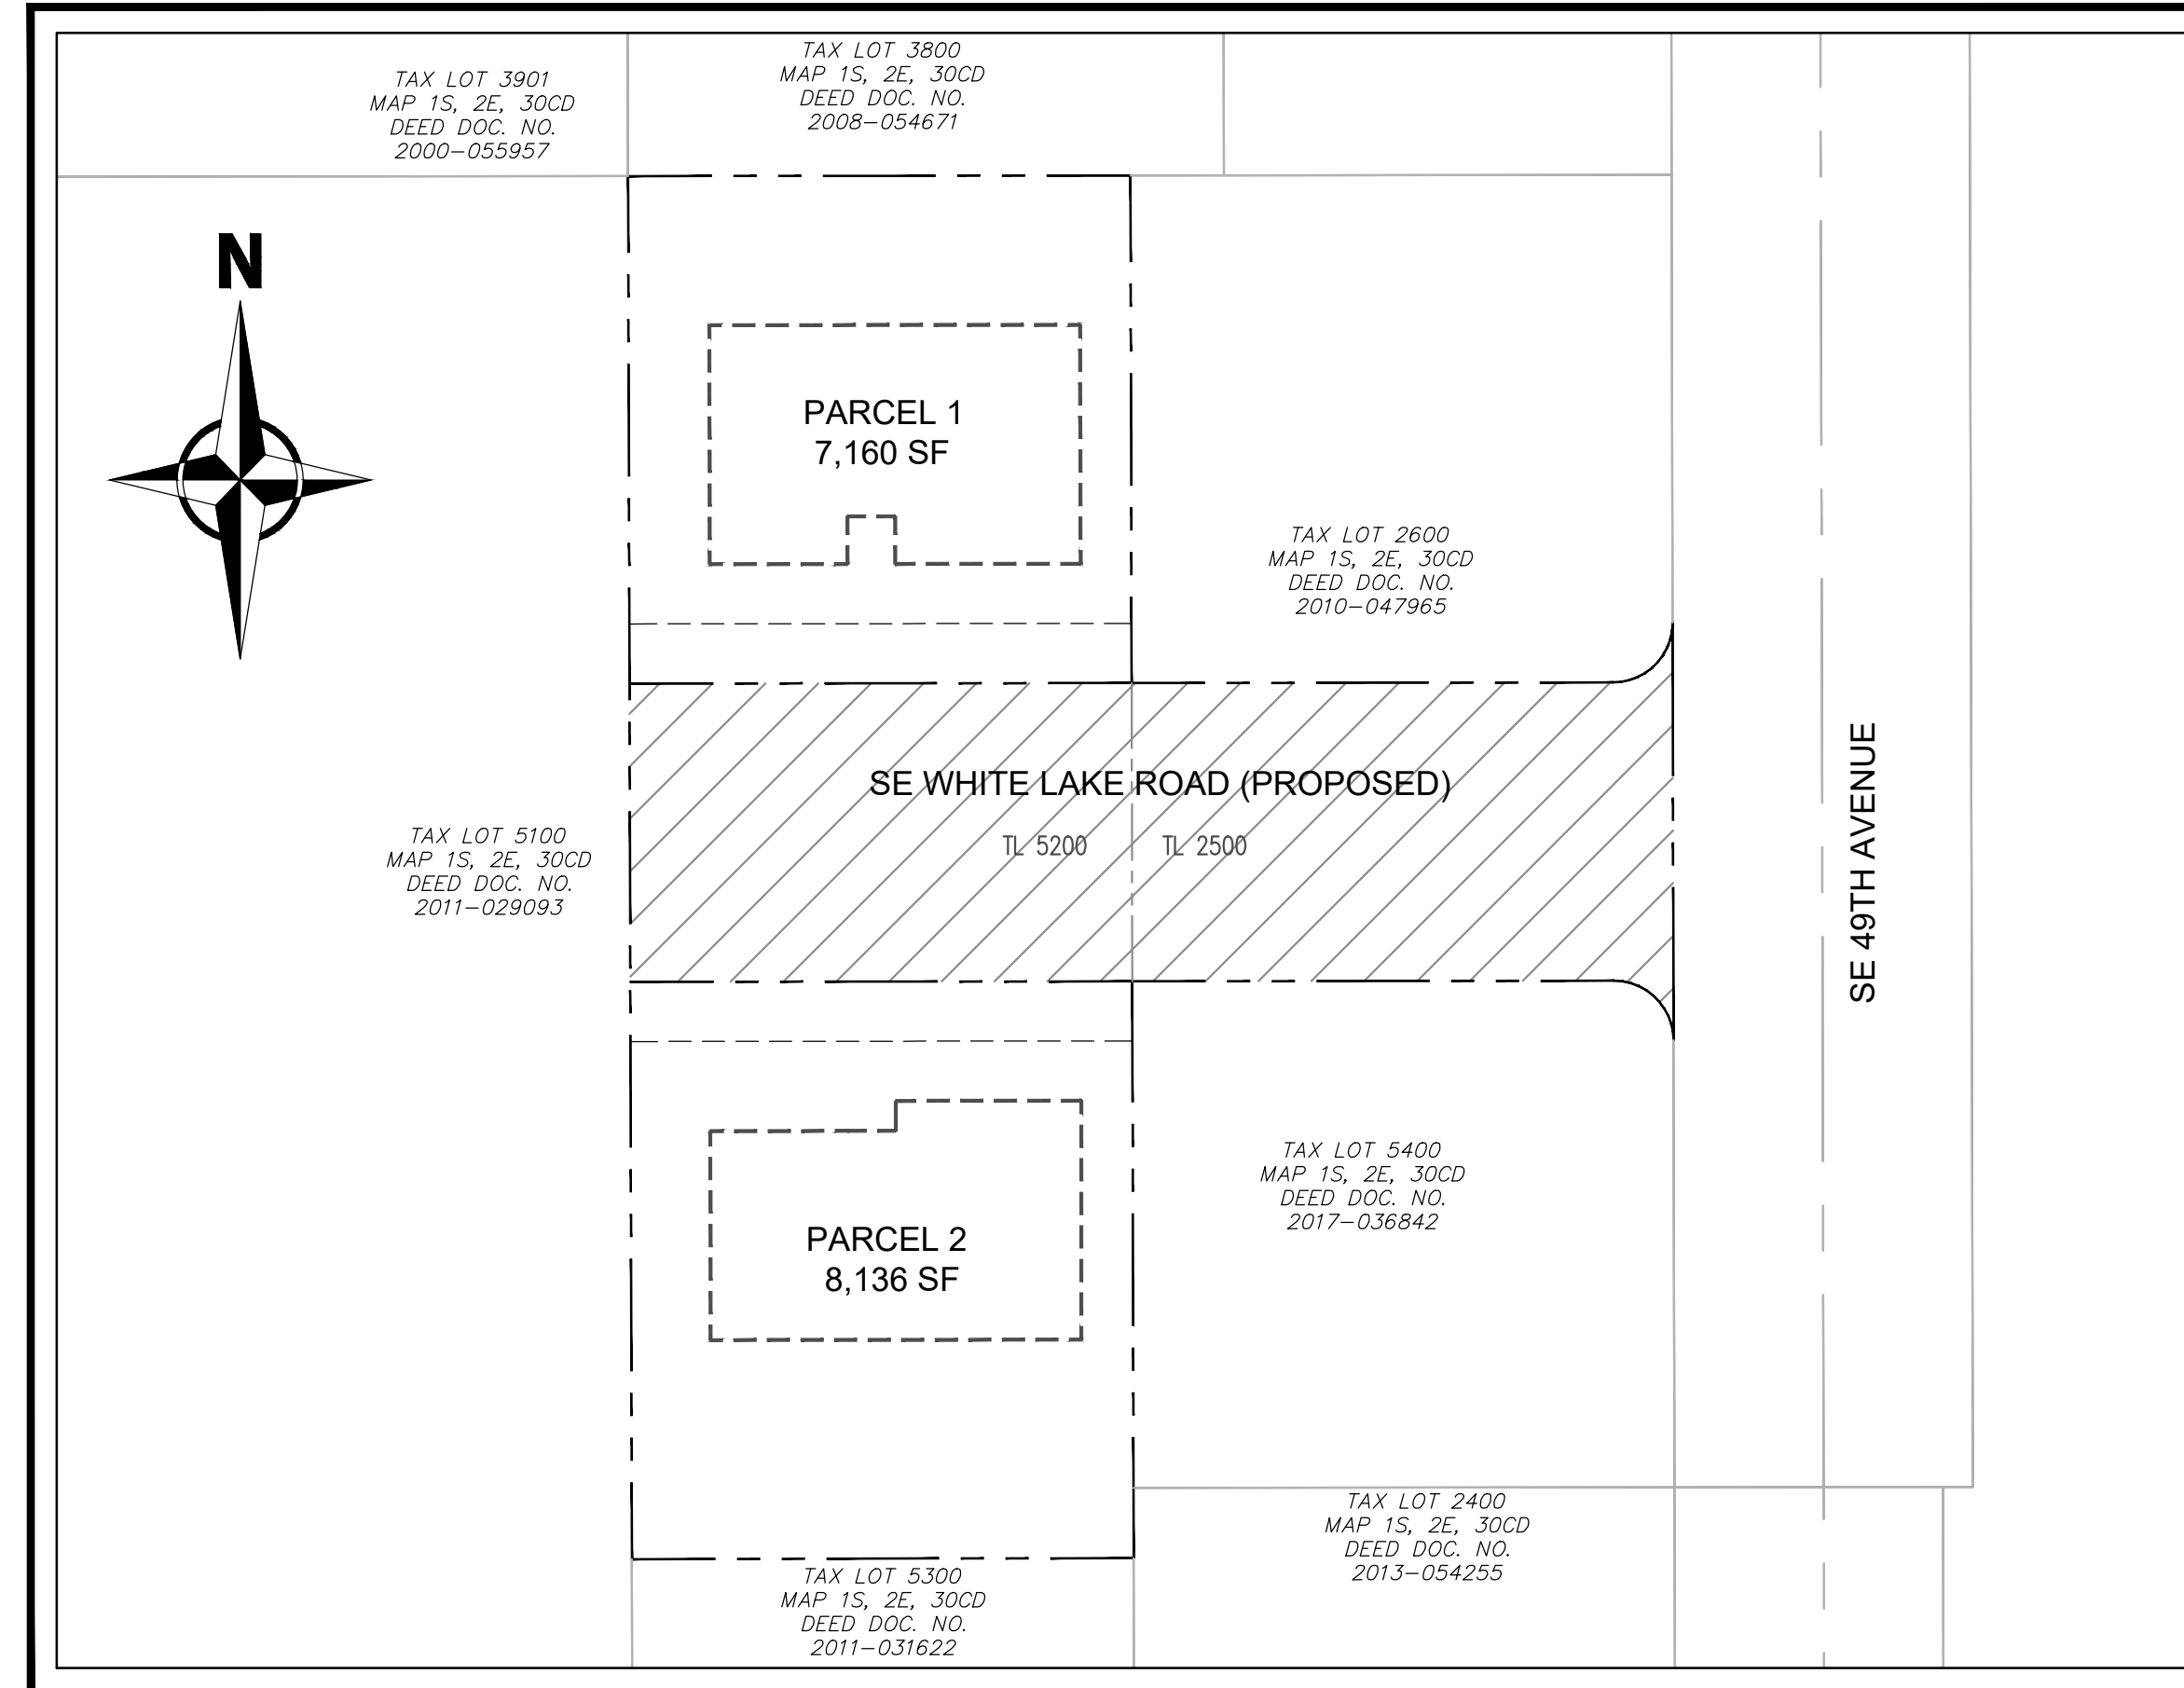 TAX LOT 3901
MAP 1S, 2E, 30CD
DEED DOC. NO.
2000-055957
TAX LOT 3800
MAP 1S, 2E, 30CD
DEED DOC. NO.
2008-054671
N
PARCEL 1
7,160 SF
TAX LOT 2600
MAP 1S, 2E, 30CD
DEED DOC. NO.
2010-047965
SE WHITE LAKE ROAD (PROPOSED)
TL 5200
TL 2500
SE 49TH AVENUE
TAX LOT 5100
MAP 1S, 2E, 30CD
DEED DOC. NO.
2011-029093
PARCEL 2
8,136 SF
TAX LOT 5400
MAP 1S, 2E, 30CD
DEED DOC. NO.
2017-036842
TAX LOT 2400
MAP 1S, 2E, 30CD
DEED DOC. NO.
2013-054255
TAX LOT 5300
MAP 1S, 2E, 30CD
DEED DOC. NO.
2011-031622